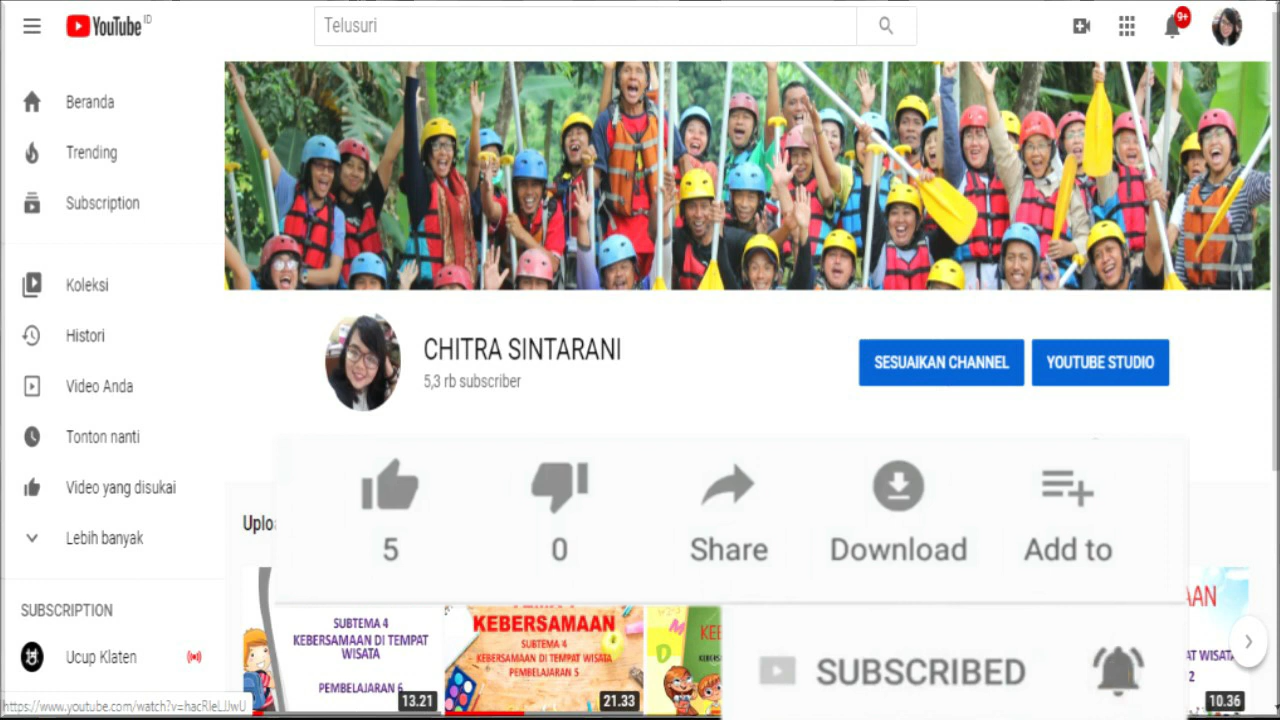 YouTube ID
Telusuri
9+
Beranda
Trending
Subscription
Koleksi
Histori
Video Anda
Tonton nanti
Video yang disukai
Lebih banyak
SUBSCRIPTION
Ucup Klaten
CHITRA SINTARANI
5,3 rb subscriber
SESUAIKAN CHANNEL
YOUTUBE STUDIO
5
0
Share
Download
Add to
SUBTEMA 4
KEBERSAMAAN DI TEMPAT
WISATA
PEMBELAJARAN 6
13.21
KEBERSAMAAN
SUBTEMA 4
KEBERSAMAAN DI TEMPAT WISATA
PEMBELAJARAN 5
21.33
SUBSCRIBED
2
10.36
https://www.youtube.com/watch?v=hacRleLJJwU